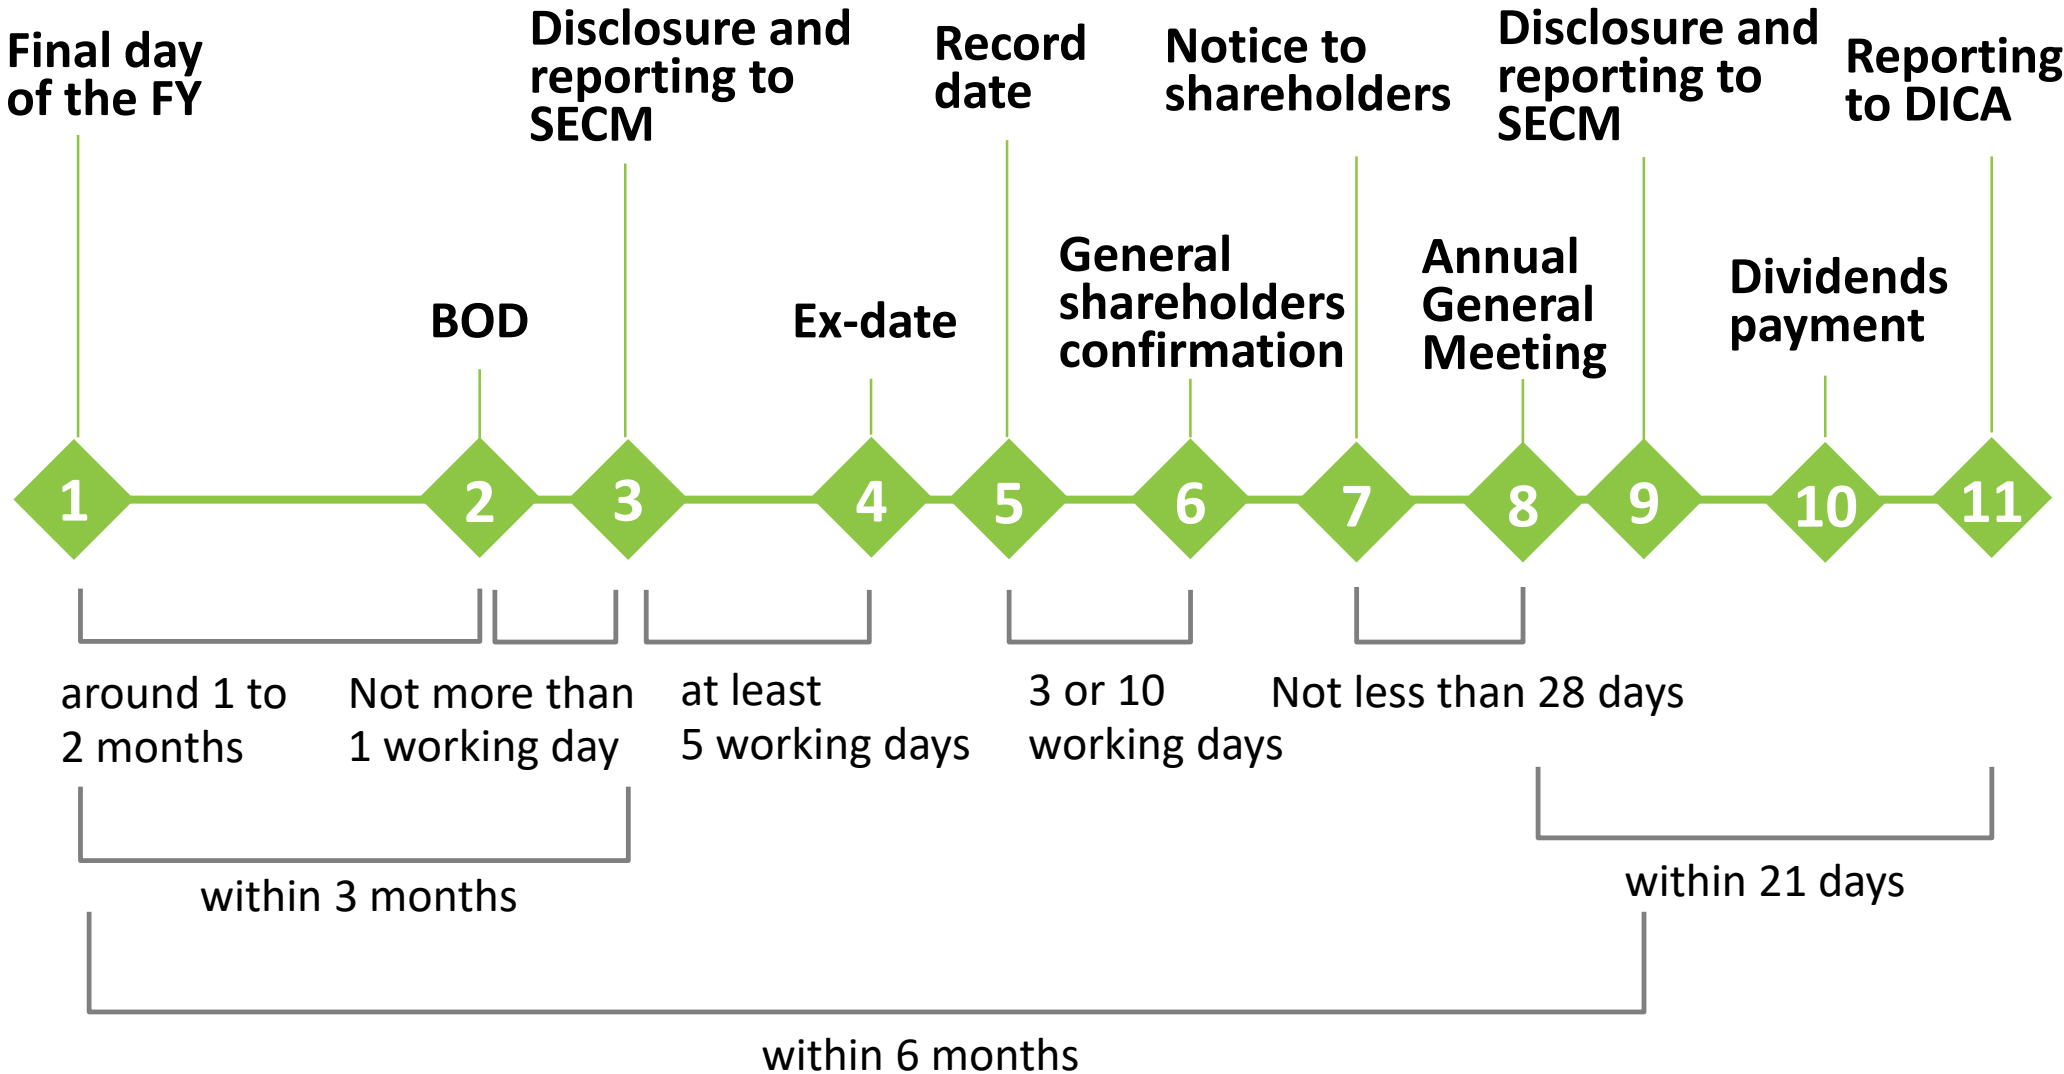 Final day
of the FY
BOD
Disclosure and
reporting to
SECM
Ex-date
Record
date
General
shareholders
confirmation
Notice to
shareholders
Annual
General
Meeting
Disclosure and
reporting to
SECM
Dividends
payment
Reporting
to DICA
1
2
3
4
5
6
7
8
9
10
11
around 1 to
2 months
Not more than
1 working day
at least
5 working days
3 or 10
working days
Not less than 28 days
within 3 months
within 21 days
within 6 months